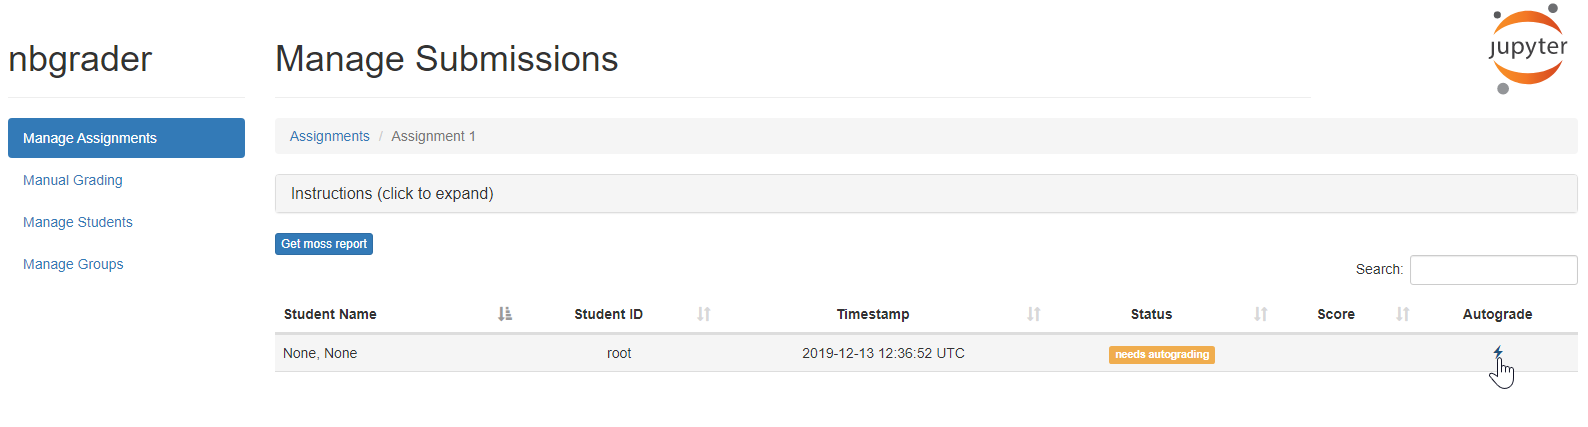 nbgrader
Manage Submissions
jupyter
Manage Assignments
Manual Grading
Manage Students
Manage Groups
Assignments / Assignment 1
Instructions (click to expand)
Get moss report
Search:
Student Name Student ID Timestamp Status Score Autograde
None, None root 2019-12-13 12:36:52 UTC needs autograding